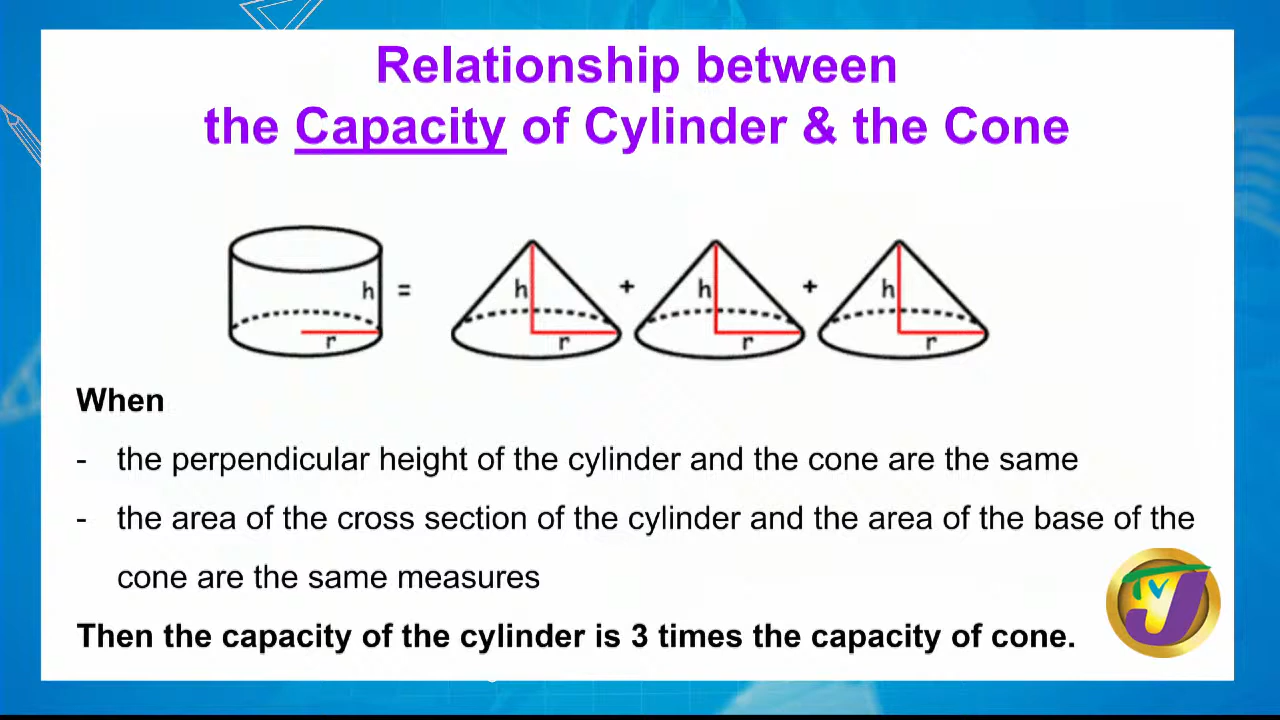 Relationship between
the Capacity of Cylinder & the Cone
h = h + h + h
r r r r
When
- the perpendicular height of the cylinder and the cone are the same
- the area of the cross section of the cylinder and the area of the base of the
cone are the same measures
Then the capacity of the cylinder is 3 times the capacity of cone.
TVJ